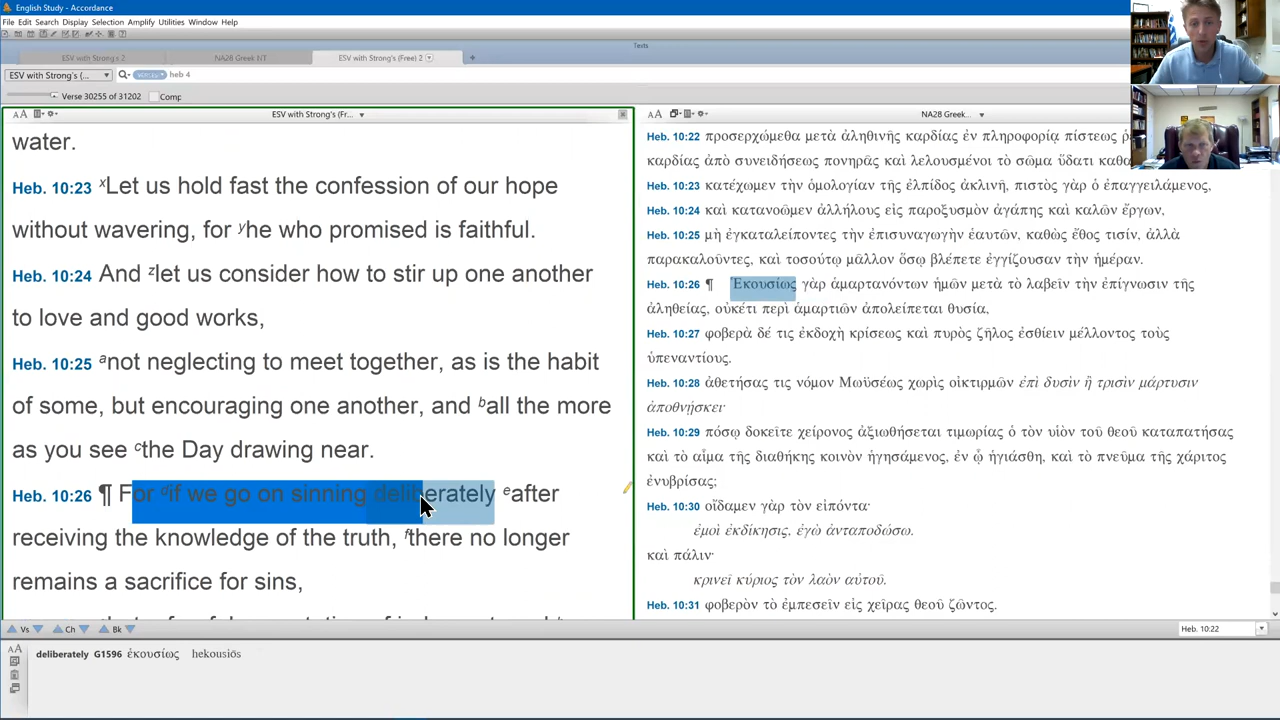 English Study - Accordance
File Edit Search Display Selection Amplify Utilities Window Help
Texts
ESV with Strong's 2
NA28 Greek NT
ESV with Strong's (Free) 2
ESV with Strong's (...
heb 4
Verse 30255 of 31202
Comp
ESV with Strong's (Fr...
water.
Heb. 10:23 xLet us hold fast the confession of our hope
without wavering, for yhe who promised is faithful.
Heb. 10:24 And zlet us consider how to stir up one another
to love and good works,
Heb. 10:25 anot neglecting to meet together, as is the habit
of some, but encouraging one another, and ball the more
as you see cthe Day drawing near.
Heb. 10:26 ¶ For dif we go on sinning deliberately eafter
receiving the knowledge of the truth, fthere no longer
remains a sacrifice for sins,
NA28 Greek...
Heb. 10:22 προσερχώμεθα μετὰ ἀληθινῆς καρδίας ἐν πληροφορίᾳ πίστεως
καρδίας ἀπὸ συνειδήσεως πονηρᾶς καὶ λελουσμένοι τὸ σῶμα ὕδατι
Heb. 10:23 κατέχωμεν τὴν ὁμολογίαν τῆς ἐλπίδος ἀκλινῆ, πιστὸς γὰρ ὁ ἐπαγγειλάμενος,
Heb. 10:24 καὶ κατανοῶμεν ἀλλήλους εἰς παροξυσμὸν ἀγάπης καὶ καλῶν ἔργων,
Heb. 10:25 μὴ ἐγκαταλείποντες τὴν ἐπισυναγωγὴν ἑαυτῶν, καθὼς ἔθος τισίν, ἀλλὰ
παρακαλοῦντες, καὶ τοσούτῳ μᾶλλον ὅσῳ βλέπετε ἐγγίζουσαν τὴν ἡμέραν.
Heb. 10:26 ¶ Ἑκουσίως γὰρ ἁμαρτανόντων ἡμῶν μετὰ τὸ λαβεῖν τὴν ἐπίγνωσιν τῆς
ἀληθείας, οὐκέτι περὶ ἁμαρτιῶν ἀπολείπεται θυσία,
Heb. 10:27 φοβερὰ δέ τις ἐκδοχὴ κρίσεως καὶ πυρὸς ζῆλος ἐσθίειν μέλλοντος τοὺς
ὑπεναντίους.
Heb. 10:28 ἀθετήσας τις νόμον Μωϋσέως χωρὶς οἰκτιρμῶν ἐπὶ δυσὶν ἢ τρισὶν μάρτυσιν
ἀποθνῄσκει·
Heb. 10:29 πόσῳ δοκεῖτε χείρονος ἀξιωθήσεται τιμωρίας ὁ τὸν υἱὸν τοῦ θεοῦ καταπατήσας
καὶ τὸ αἷμα τῆς διαθήκης κοινὸν ἡγησάμενος, ἐν ᾧ ἡγιάσθη, καὶ τὸ πνεῦμα τῆς χάριτος
ἐνυβρίσας;
Heb. 10:30 οἴδαμεν γὰρ τὸν εἰπόντα·
ἐμοὶ ἐκδίκησις, ἐγὼ ἀνταποδώσω.
καὶ πάλιν·
κρινεῖ κύριος τὸν λαὸν αὐτοῦ.
Heb. 10:31 φοβερὸν τὸ ἐμπεσεῖν εἰς χεῖρας θεοῦ ζῶντος.
Vs Ch Bk
Heb. 10:22
deliberately G1596 ἑκουσίως hekousiōs